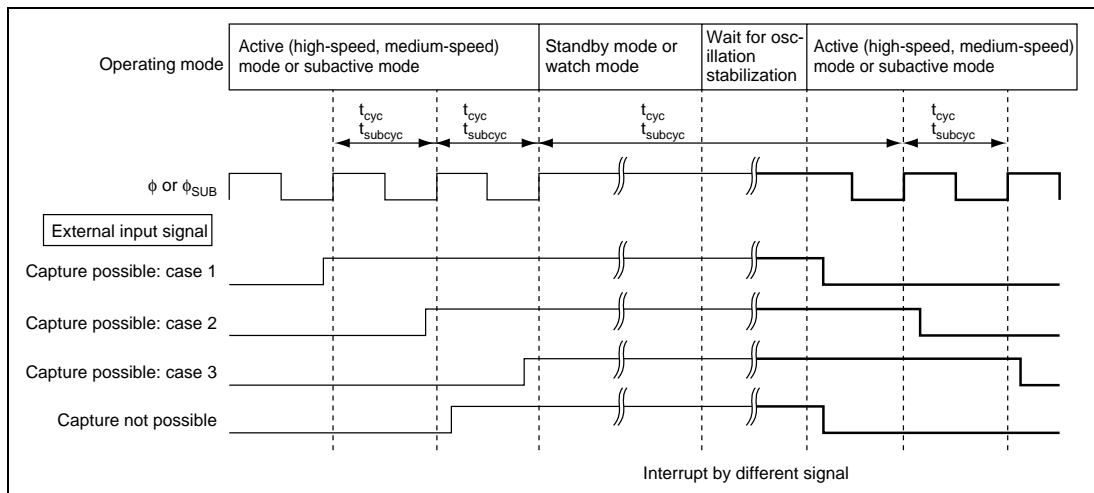 Operating mode
Active (high-speed, medium-speed)
mode or subactive mode
Standby mode or
watch mode
Wait for osc-
illation
stabilization
Active (high-speed, medium-speed)
mode or subactive mode
tcyc
tsubcyc
tcyc
tsubcyc
tcyc
tsubcyc
tcyc
tsubcyc
φ or φSUB
External input signal
Capture possible: case 1
Capture possible: case 2
Capture possible: case 3
Capture not possible
Interrupt by different signal